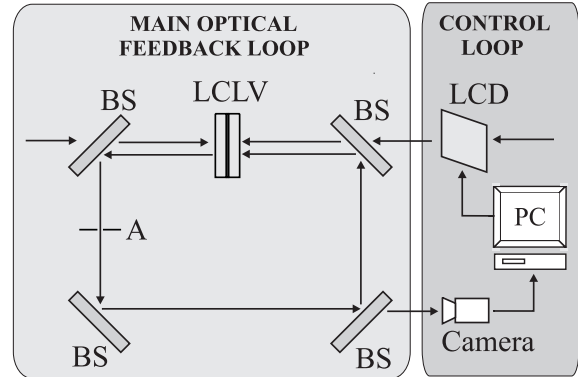 MAIN OPTICAL
FEEDBACK LOOP
CONTROL
LOOP
BS
LCLV
BS
LCD
PC
A
BS
BS
Camera